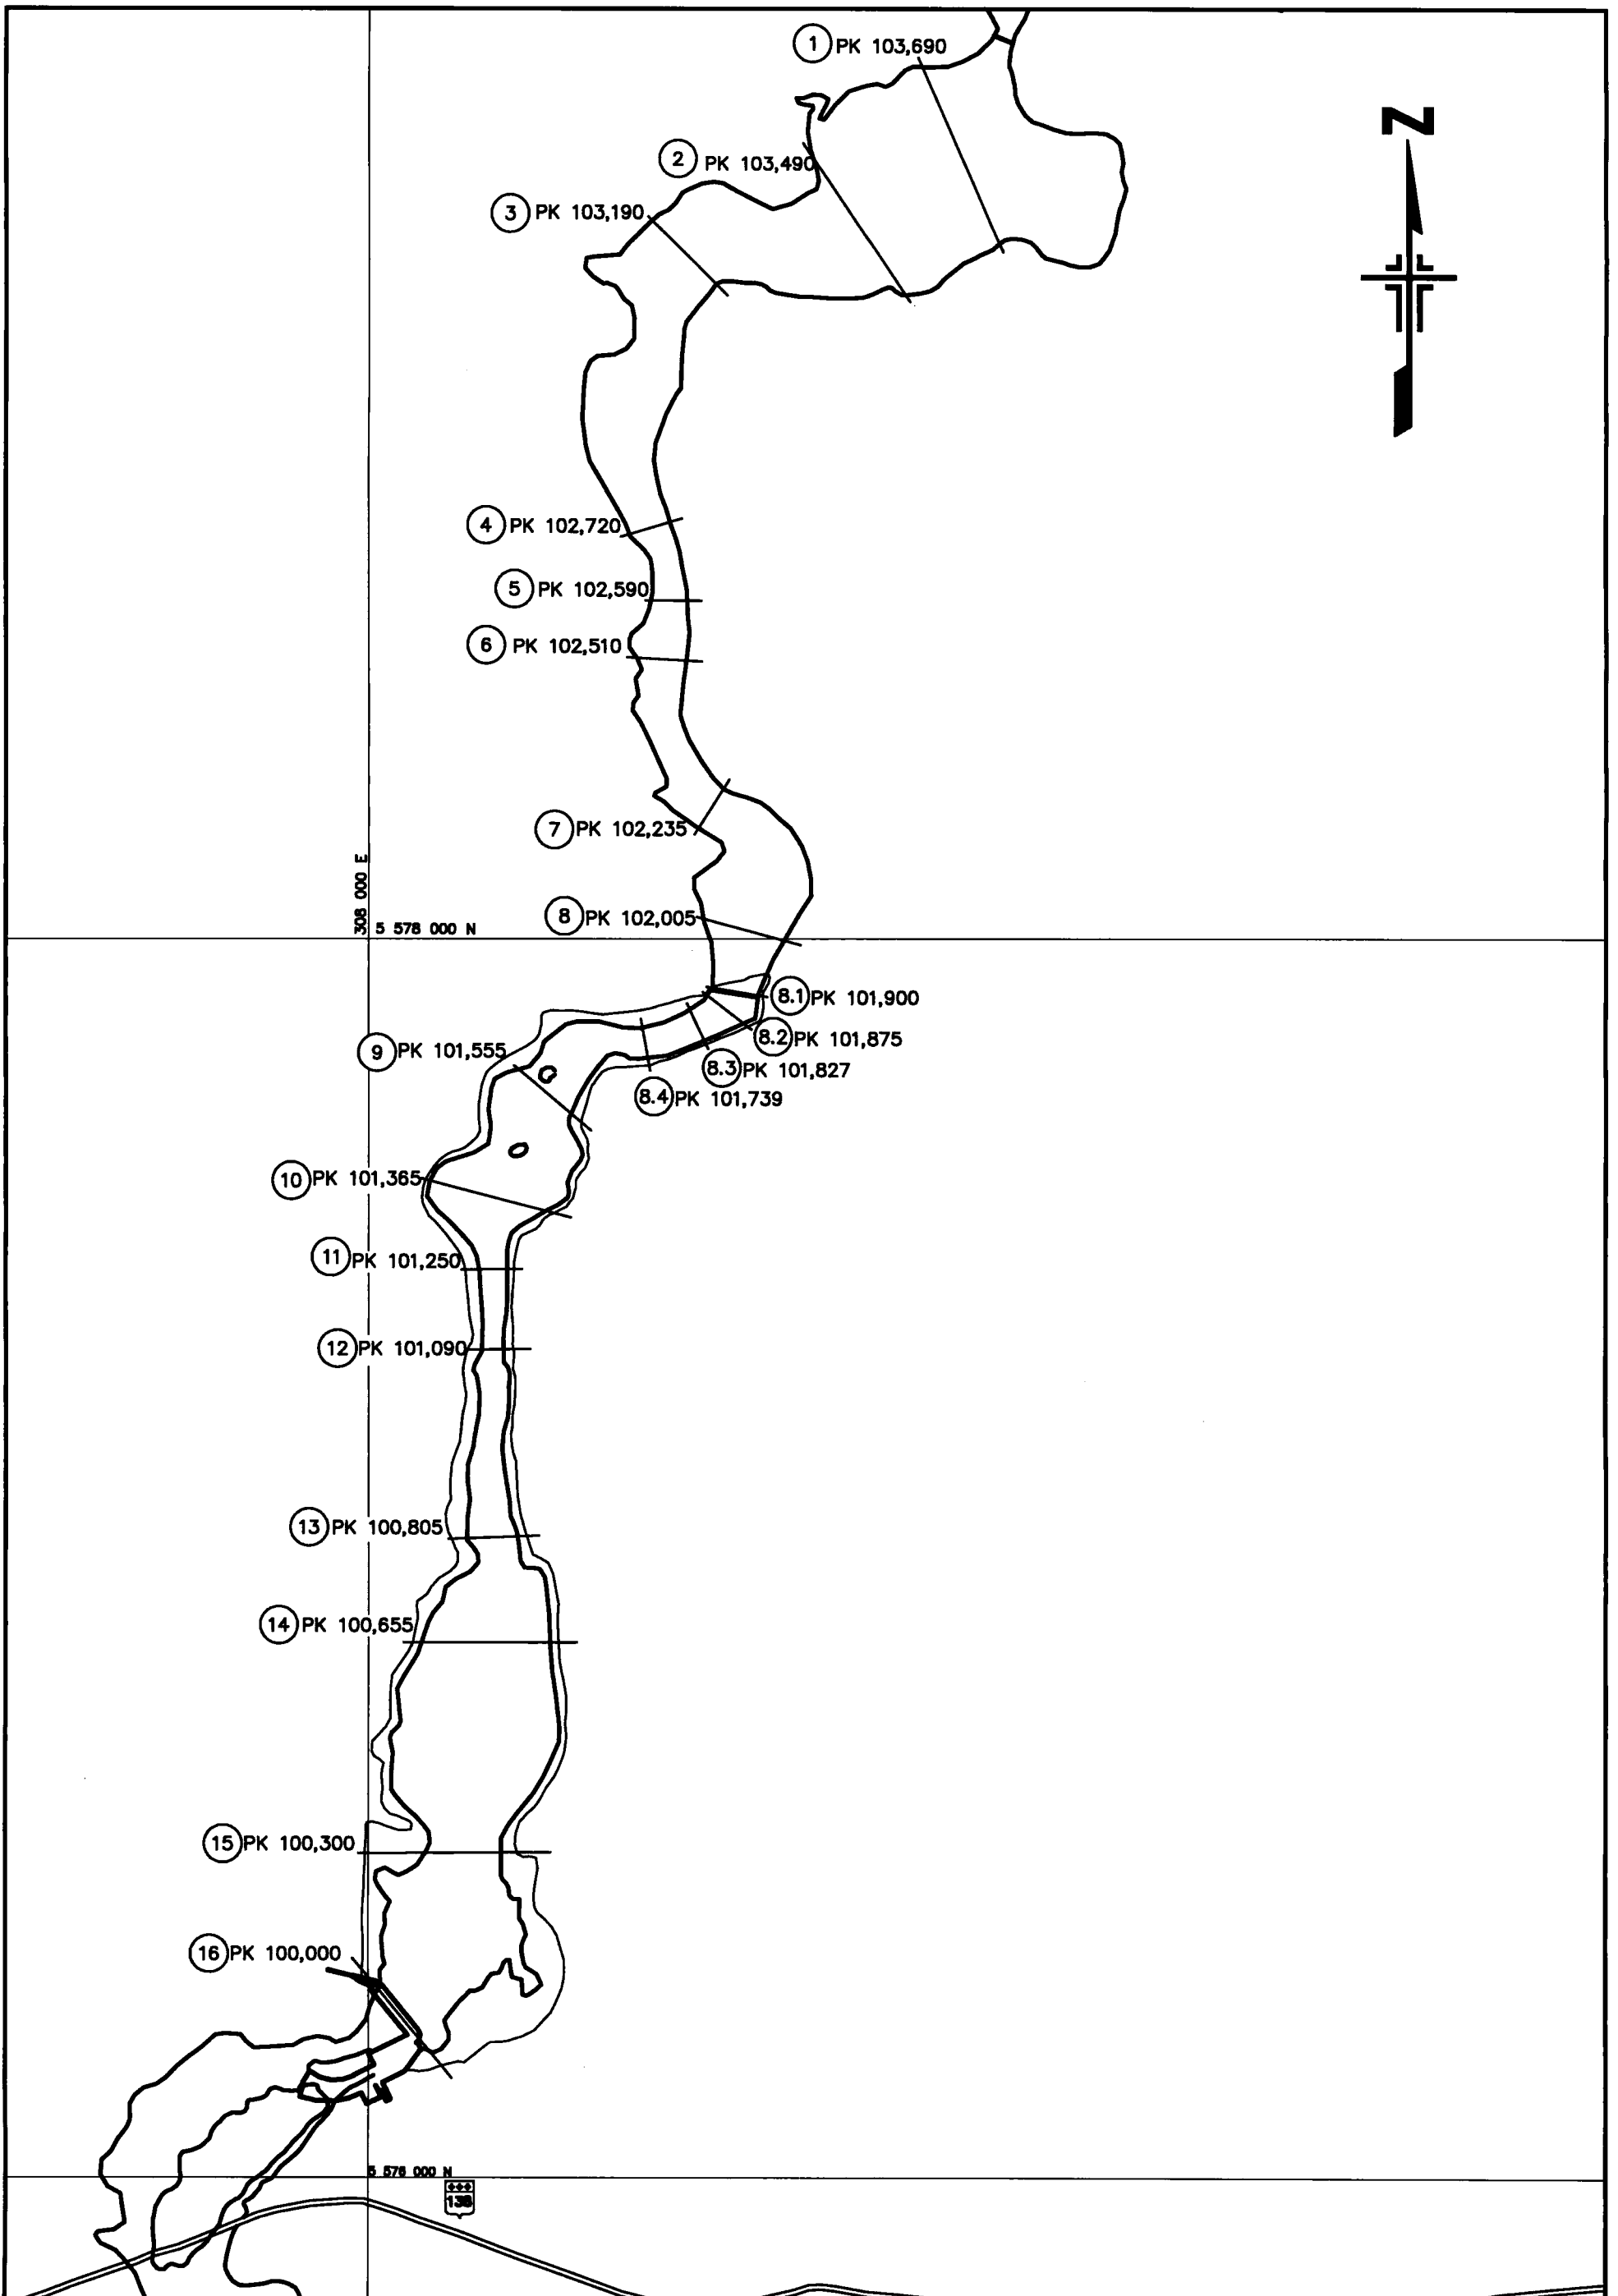 1 PK 103,690
N
2 PK 103,490
3 PK 103,190
4 PK 102,720
5 PK 102,590
6 PK 102,510
7 PK 102,235
308 000 E
8 PK 102,005
5 578 000 N
8.1 PK 101,900
8.2 PK 101,875
9 PK 101,555
8.3 PK 101,827
8.4 PK 101,739
10 PK 101,365
11 PK 101,250
12 PK 101,090
13 PK 100,805
14 PK 100,655
15 PK 100,300
16 PK 100,000
5 576 000 N
138